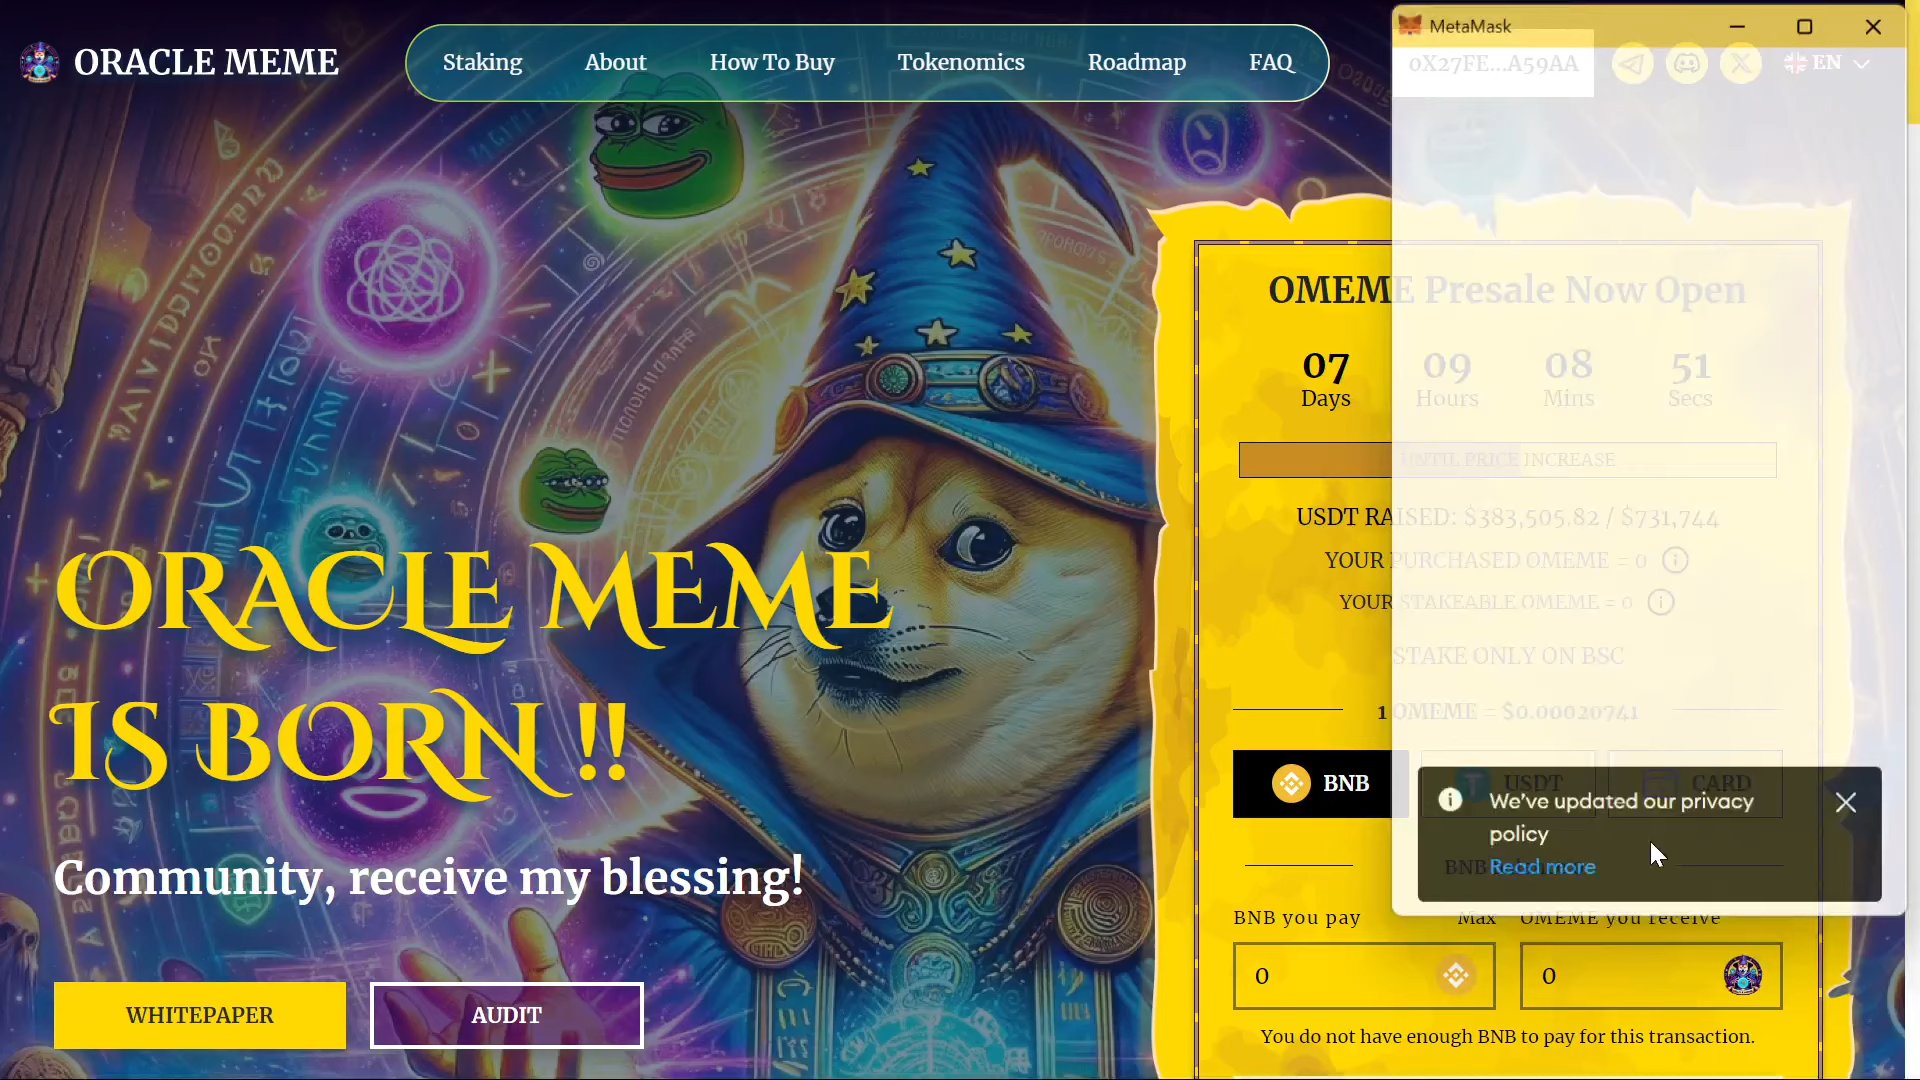 ORACLE MEME
Staking
About
How To Buy
Tokenomics
Roadmap
FAQ
MetaMask
0X27FE...A59AA
EN
OMEME Presale Now Open
07
09
08
51
Days
Hours
Mins
Secs
UNTIL PRICE INCREASE
USDT RAISED: $383,505.82 / $731,744
YOUR PURCHASED OMEME = 0
YOUR STAKEABLE OMEME = 0
STAKE ONLY ON BSC
1 OMEME = $0.00020741
BNB
USDT
CARD
We've updated our privacy
policy
Read more
BNB
BNB you pay
Max
OMEME you receive
0
0
You do not have enough BNB to pay for this transaction.
ORACLE MEME
IS BORN !!
Community, receive my blessing!
WHITEPAPER
AUDIT